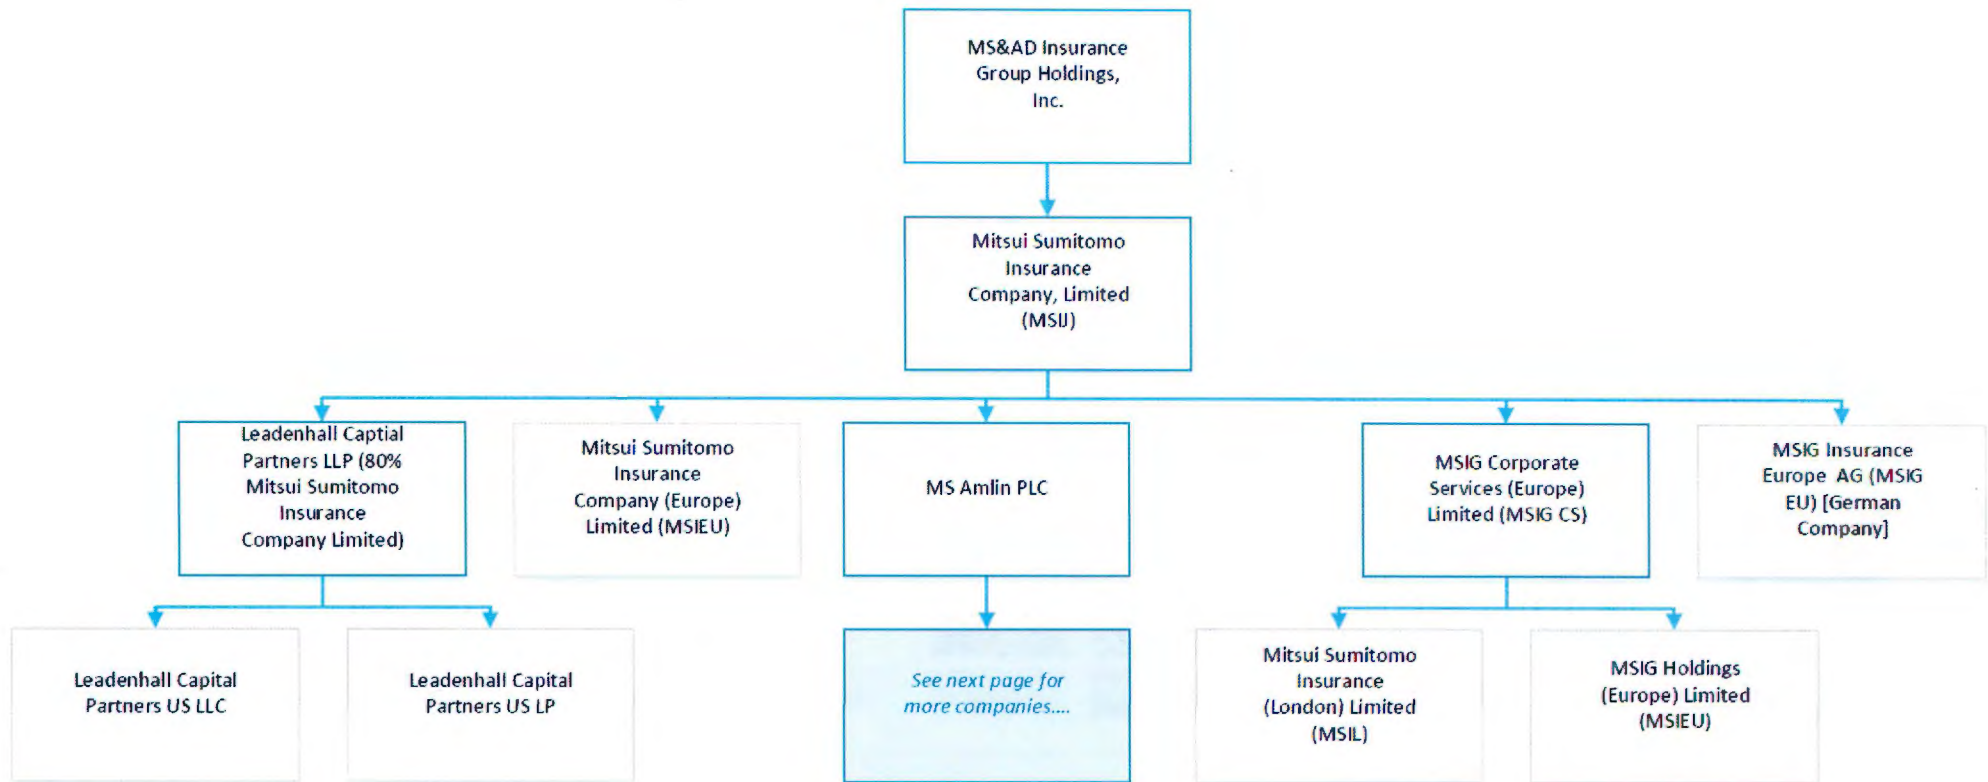 MS&AD Insurance
Group Holdings,
Inc.
Mitsui Sumitomo
Insurance
Company, Limited
(MSIJ)
Leadenhall Captial
Partners LLP (80%
Mitsui Sumitomo
Insurance
Company Limited)
Mitsui Sumitomo
Insurance
Company (Europe)
Limited (MSIEU)
MS Amlin PLC
MSIG Corporate
Services (Europe)
Limited (MSIG CS)
MSIG Insurance
Europe AG (MSIG
EU) [German
Company]
Leadenhall Capital
Partners US LLC
Leadenhall Capital
Partners US LP
See next page for
more companies....
Mitsui Sumitomo
Insurance
(London) Limited
(MSIL)
MSIG Holdings
(Europe) Limited
(MSIEU)